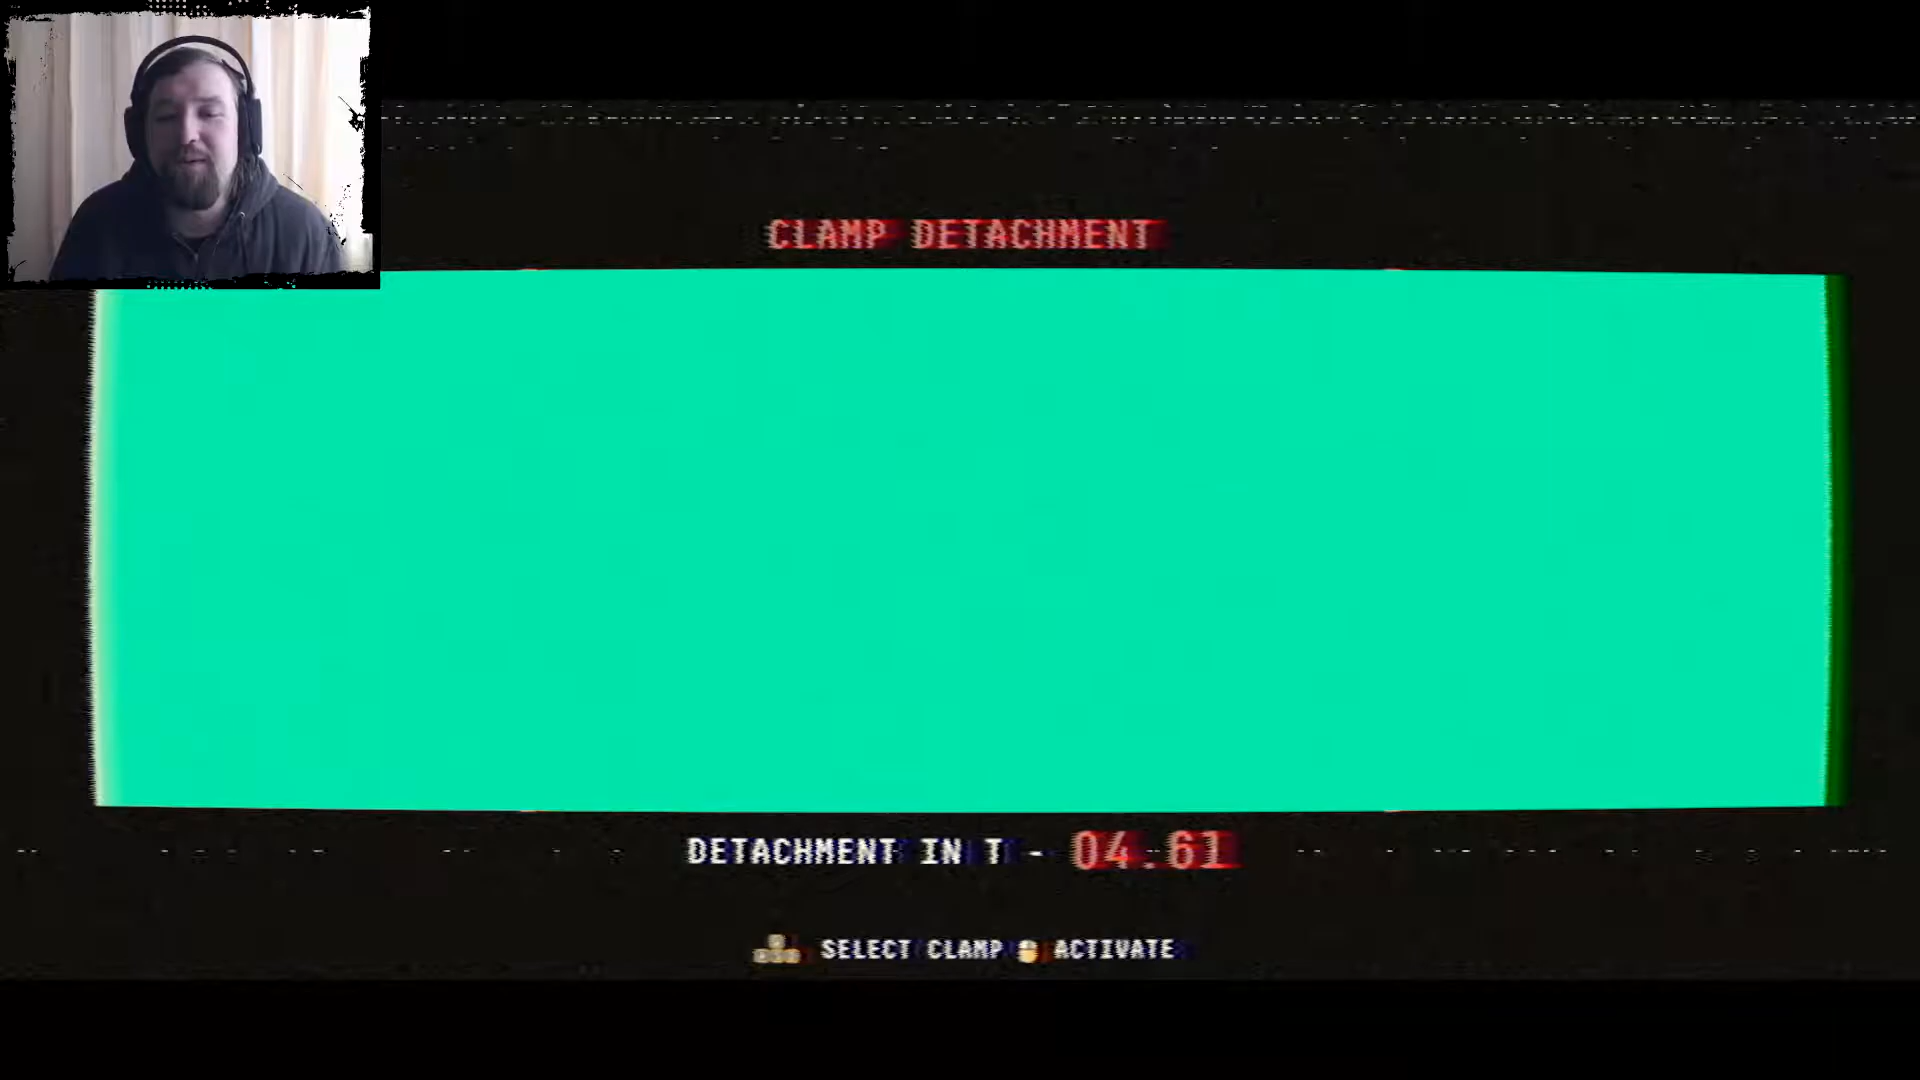 CLAMP DETACHMENT
DETACHMENT IN T - 04.61
SELECT CLAMP ACTIVATE